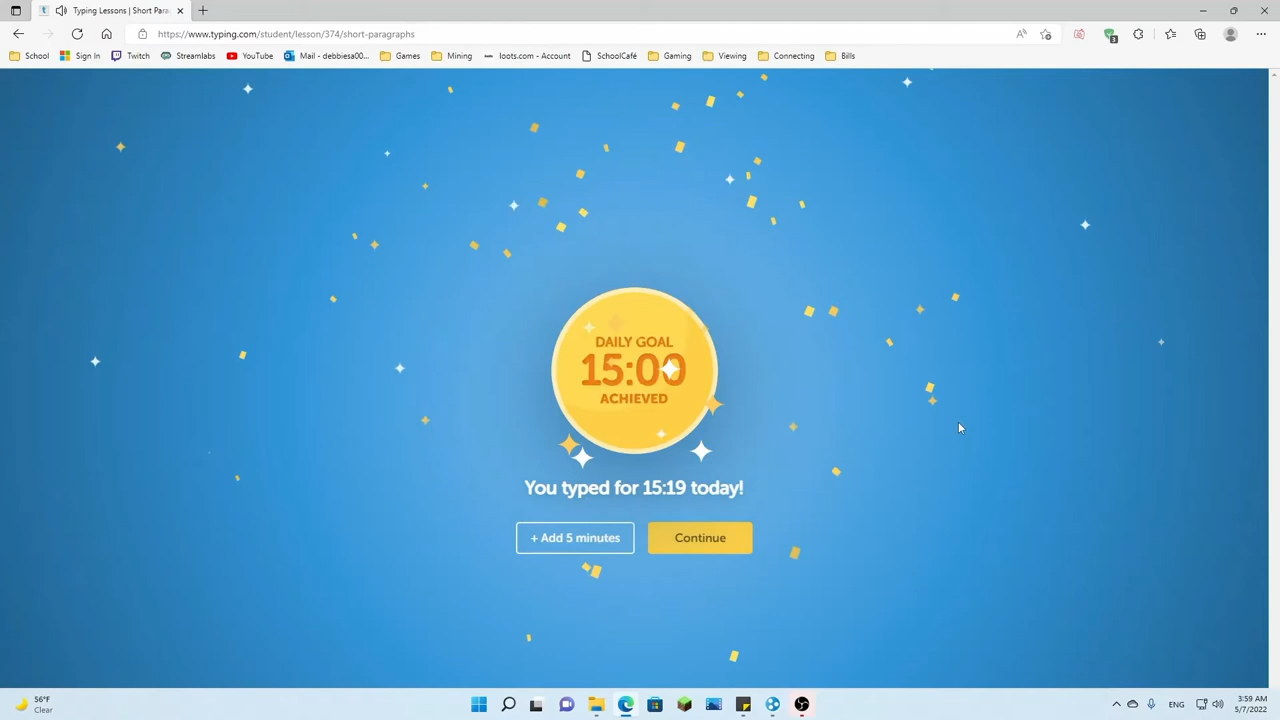 Typing Lessons | Short Para
https://www.typing.com/student/lesson/374/short-paragraphs
3
School
Sign In
Twitch
Streamlabs
YouTube
Mail - debbiesa00...
Games
Mining
loots.com - Account
SchoolCafé
Gaming
Viewing
Connecting
Bills
DAILY GOAL
15:00
ACHIEVED
You typed for 15:19 today!
+ Add 5 minutes
Continue
56°F
Clear
ENG
3:59 AM
5/7/2022